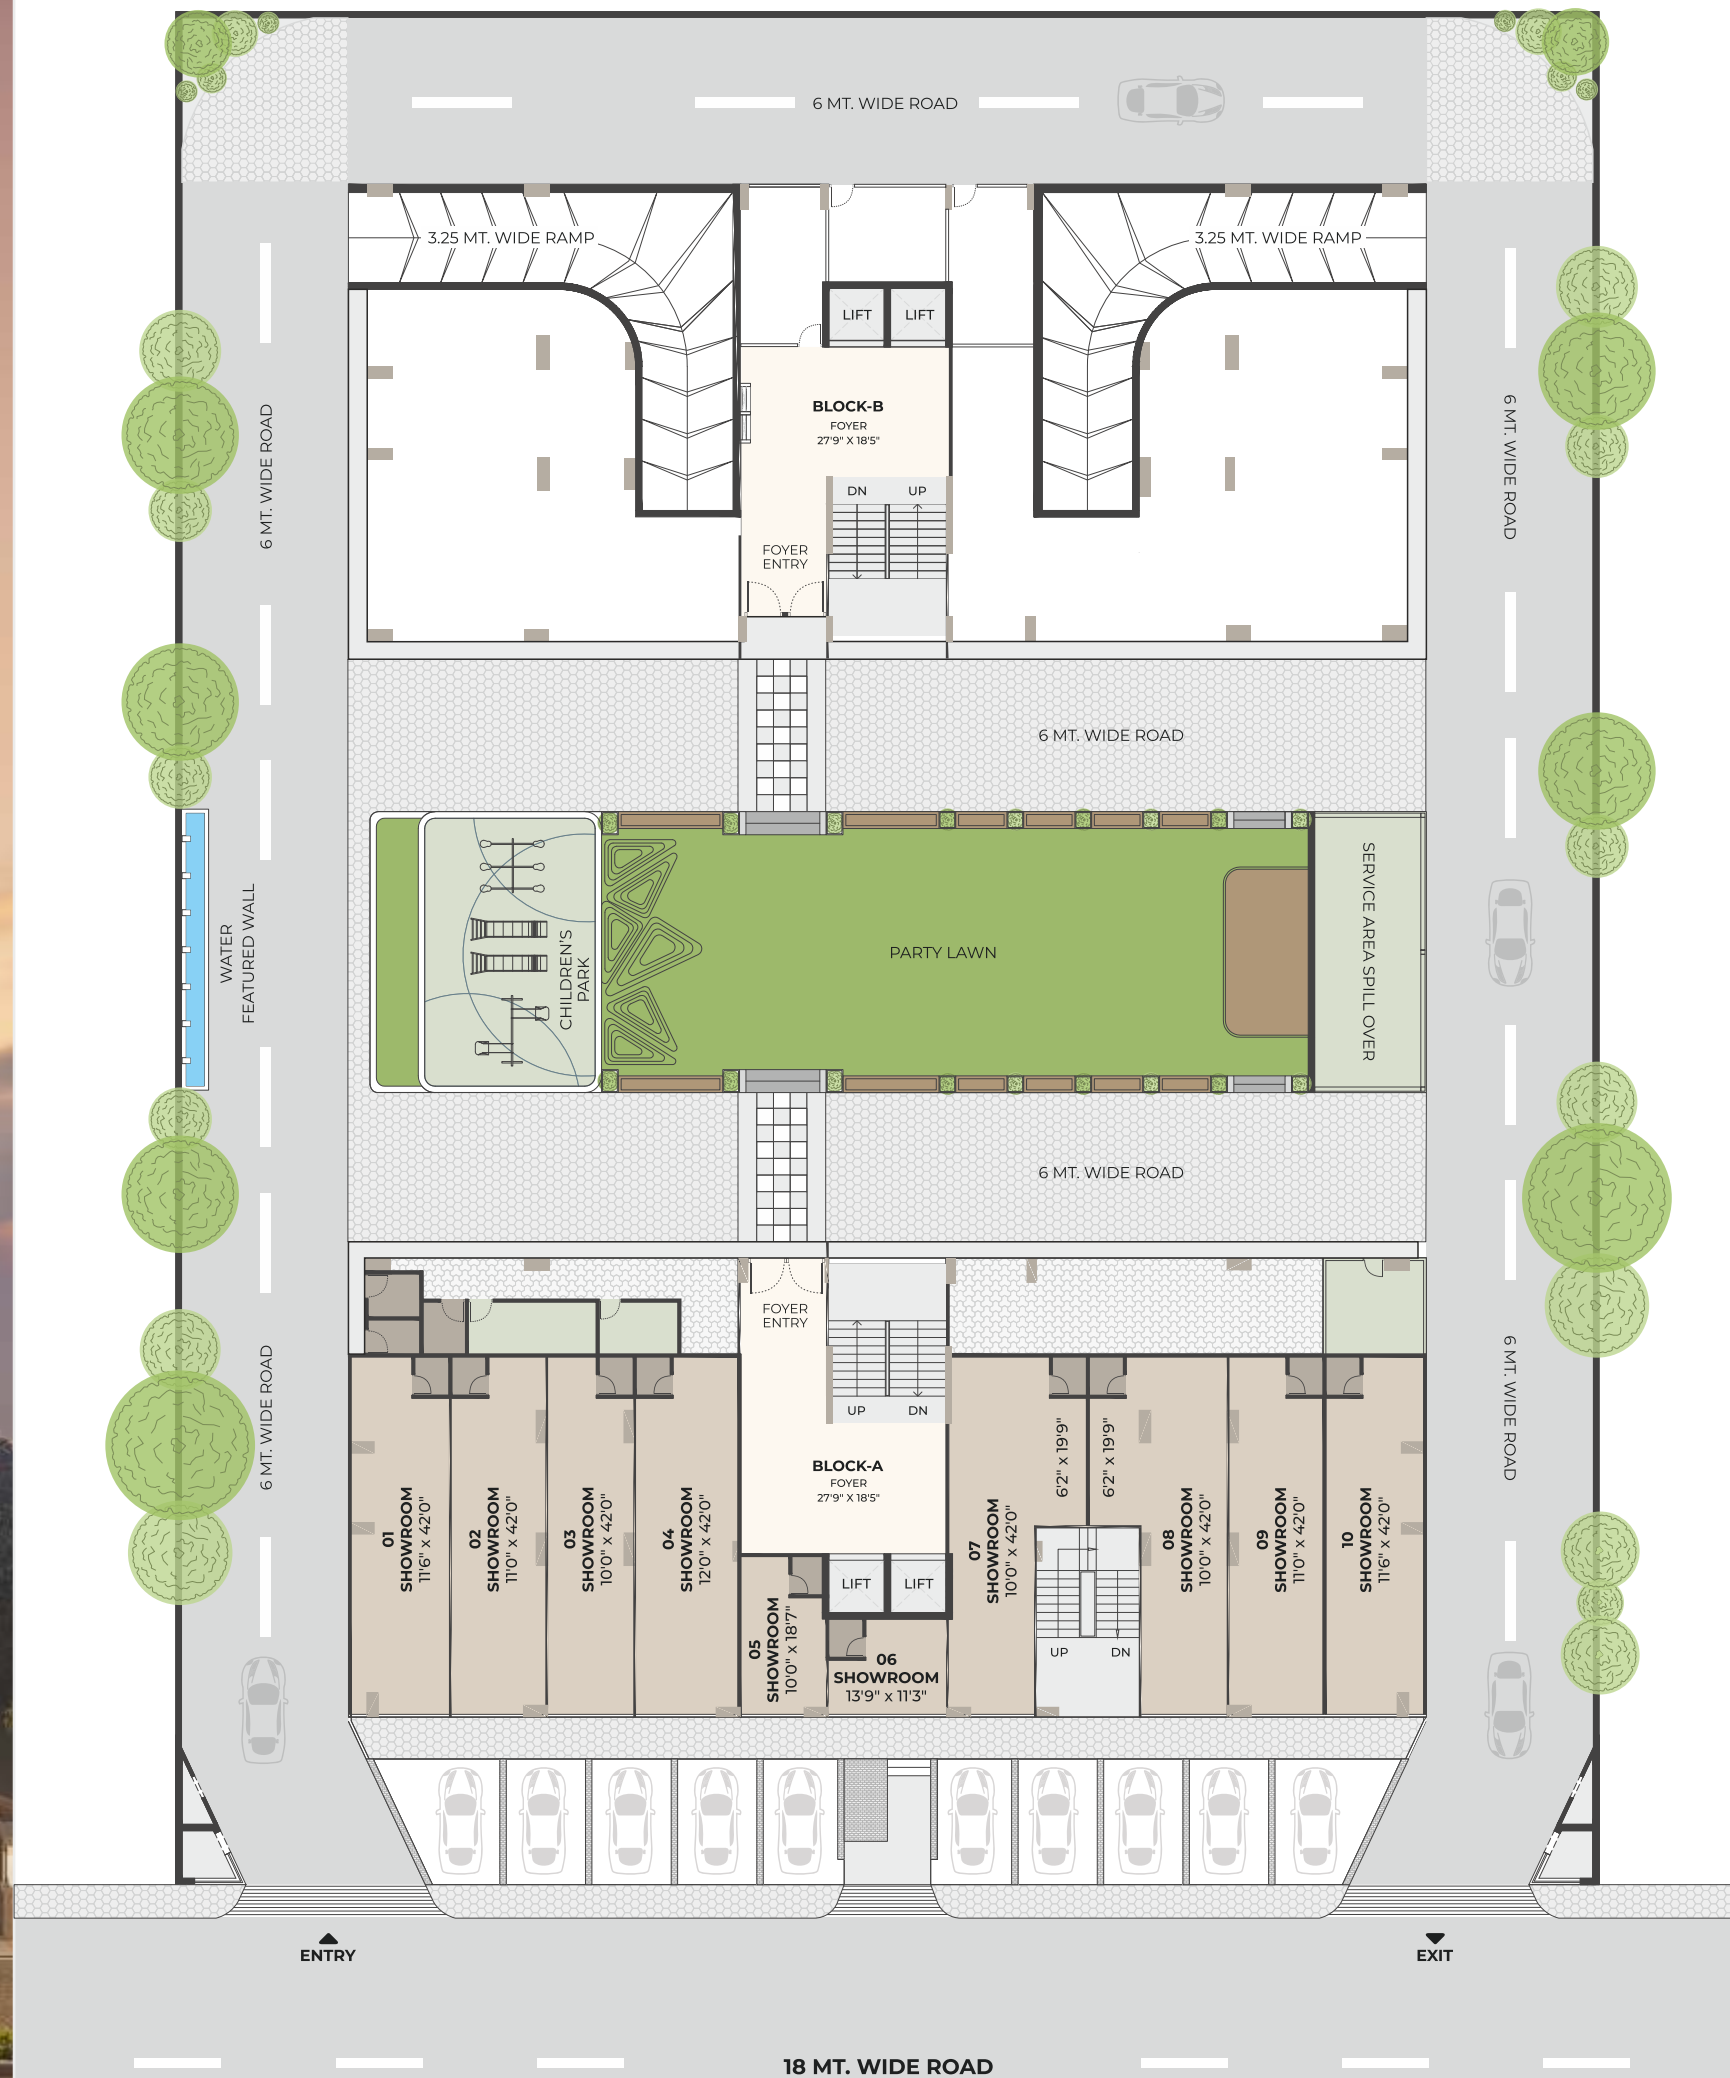 6 MT. WIDE ROAD
3.25 MT. WIDE RAMP
3.25 MT. WIDE RAMP
LIFT
LIFT
BLOCK-B
FOYER
27'9" X 18'5"
DN
UP
FOYER
ENTRY
6 MT. WIDE ROAD
6 MT. WIDE ROAD
6 MT. WIDE ROAD
WATER
FEATURED WALL
CHILDREN'S
PARK
PARTY LAWN
SERVICE AREA SPILL OVER
6 MT. WIDE ROAD
FOYER
ENTRY
UP
DN
BLOCK-A
FOYER
27'9" X 18'5"
LIFT
LIFT
6 MT. WIDE ROAD
6 MT. WIDE ROAD
01
SHOWROOM
11'6" x 42'0"
02
SHOWROOM
11'0" x 42'0"
03
SHOWROOM
10'0" x 42'0"
04
SHOWROOM
12'0" x 42'0"
05
SHOWROOM
10'0" x 18'7"
06
SHOWROOM
13'9" x 11'3"
07
SHOWROOM
10'0" x 42'0"
6'2" x 19'9"
6'2" x 19'9"
UP
DN
08
SHOWROOM
10'0" x 42'0"
09
SHOWROOM
11'0" x 42'0"
10
SHOWROOM
11'6" x 42'0"
ENTRY
EXIT
18 MT. WIDE ROAD